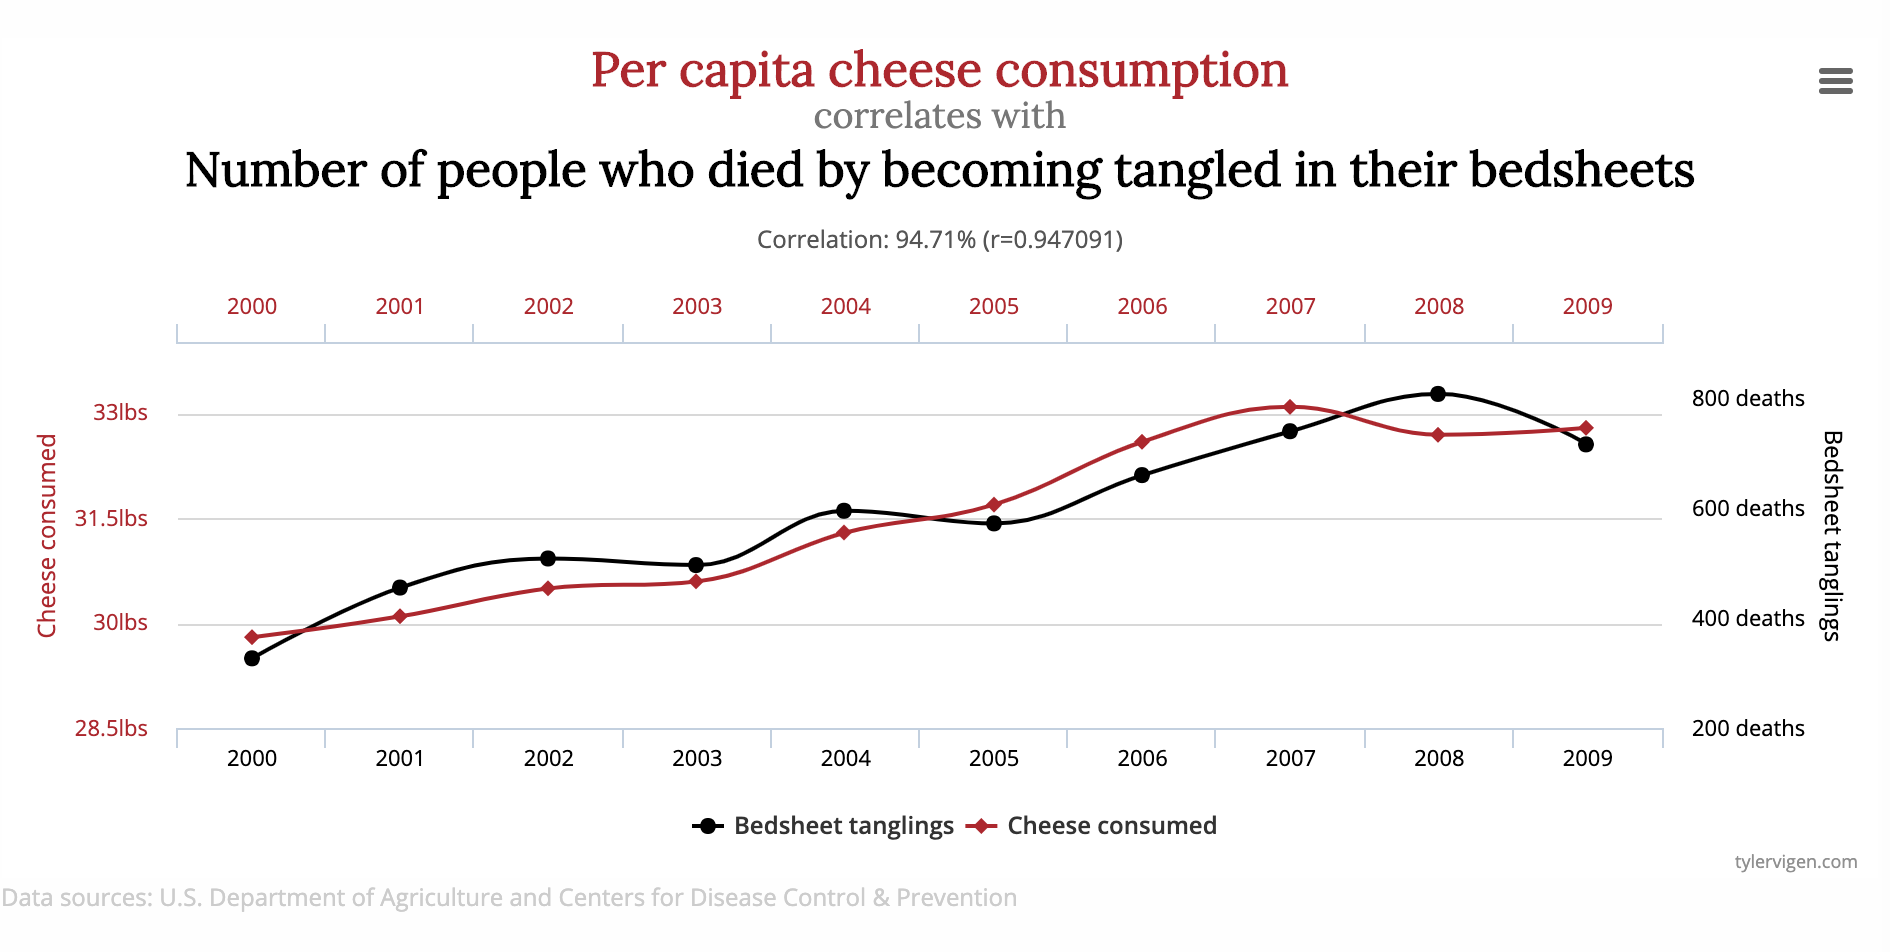 Per capita cheese consumption
correlates with
Number of people who died by becoming tangled in their bedsheets
Correlation: 94.71% (r=0.947091)
2000 2001 2002 2003 2004 2005 2006 2007 2008 2009
Cheese consumed
33lbs
31.5lbs
30lbs
28.5lbs
800 deaths
600 deaths
400 deaths
200 deaths
Bedsheet tanglings
2000 2001 2002 2003 2004 2005 2006 2007 2008 2009
Bedsheet tanglings Cheese consumed
tylervigen.com
Data sources: U.S. Department of Agriculture and Centers for Disease Control & Prevention